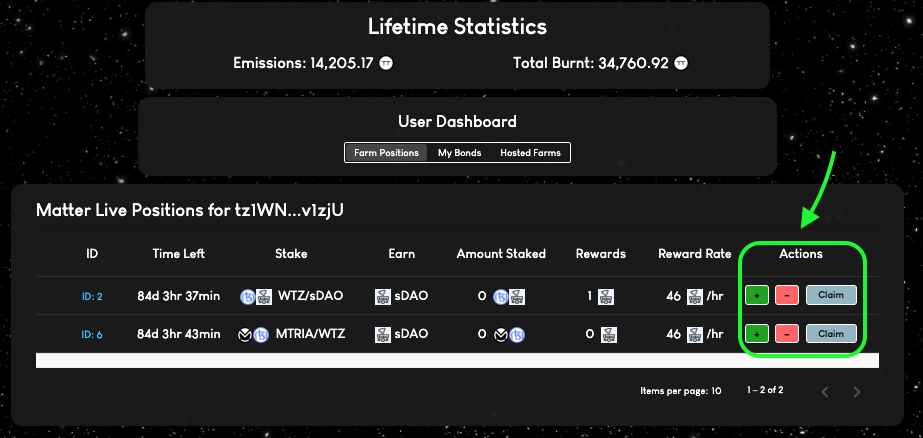 Lifetime Statistics
Emissions: 14,205.17 Total Burnt: 34,760.92
User Dashboard
Farm Positions My Bonds Hosted Farms
Matter Live Positions for tz1WN...v1zjU
ID Time Left Stake Earn Amount Staked Rewards Reward Rate Actions
ID: 2 84d 3hr 37min WTZ/sDAO sDAO 0 1 46 /hr + - Claim
ID: 6 84d 3hr 43min MTRIA/WTZ sDAO 0 0 46 /hr + - Claim
Items per page: 10 1 – 2 of 2